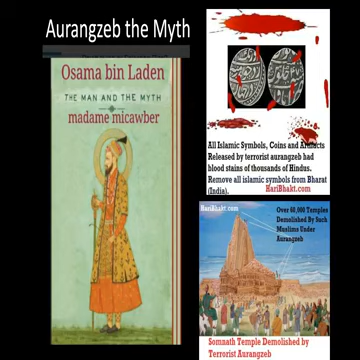 Aurangzeb the Myth
Osama bin Laden
THE MAN AND THE MYTH
madame micawber
All Islamic Symbols, Coins and Artifacts
Released by terrorist aurangzeb had
blood stains of thousands of Hindus.
Remove all islamic symbols from Bharat
(India).
HariBhakt.com
HariBhakt.com
Over 60,000 Temples
Demolished By Such
Muslims Under
Aurangzeb
Somnath Temple Demolished by
Terrorist Aurangzeb